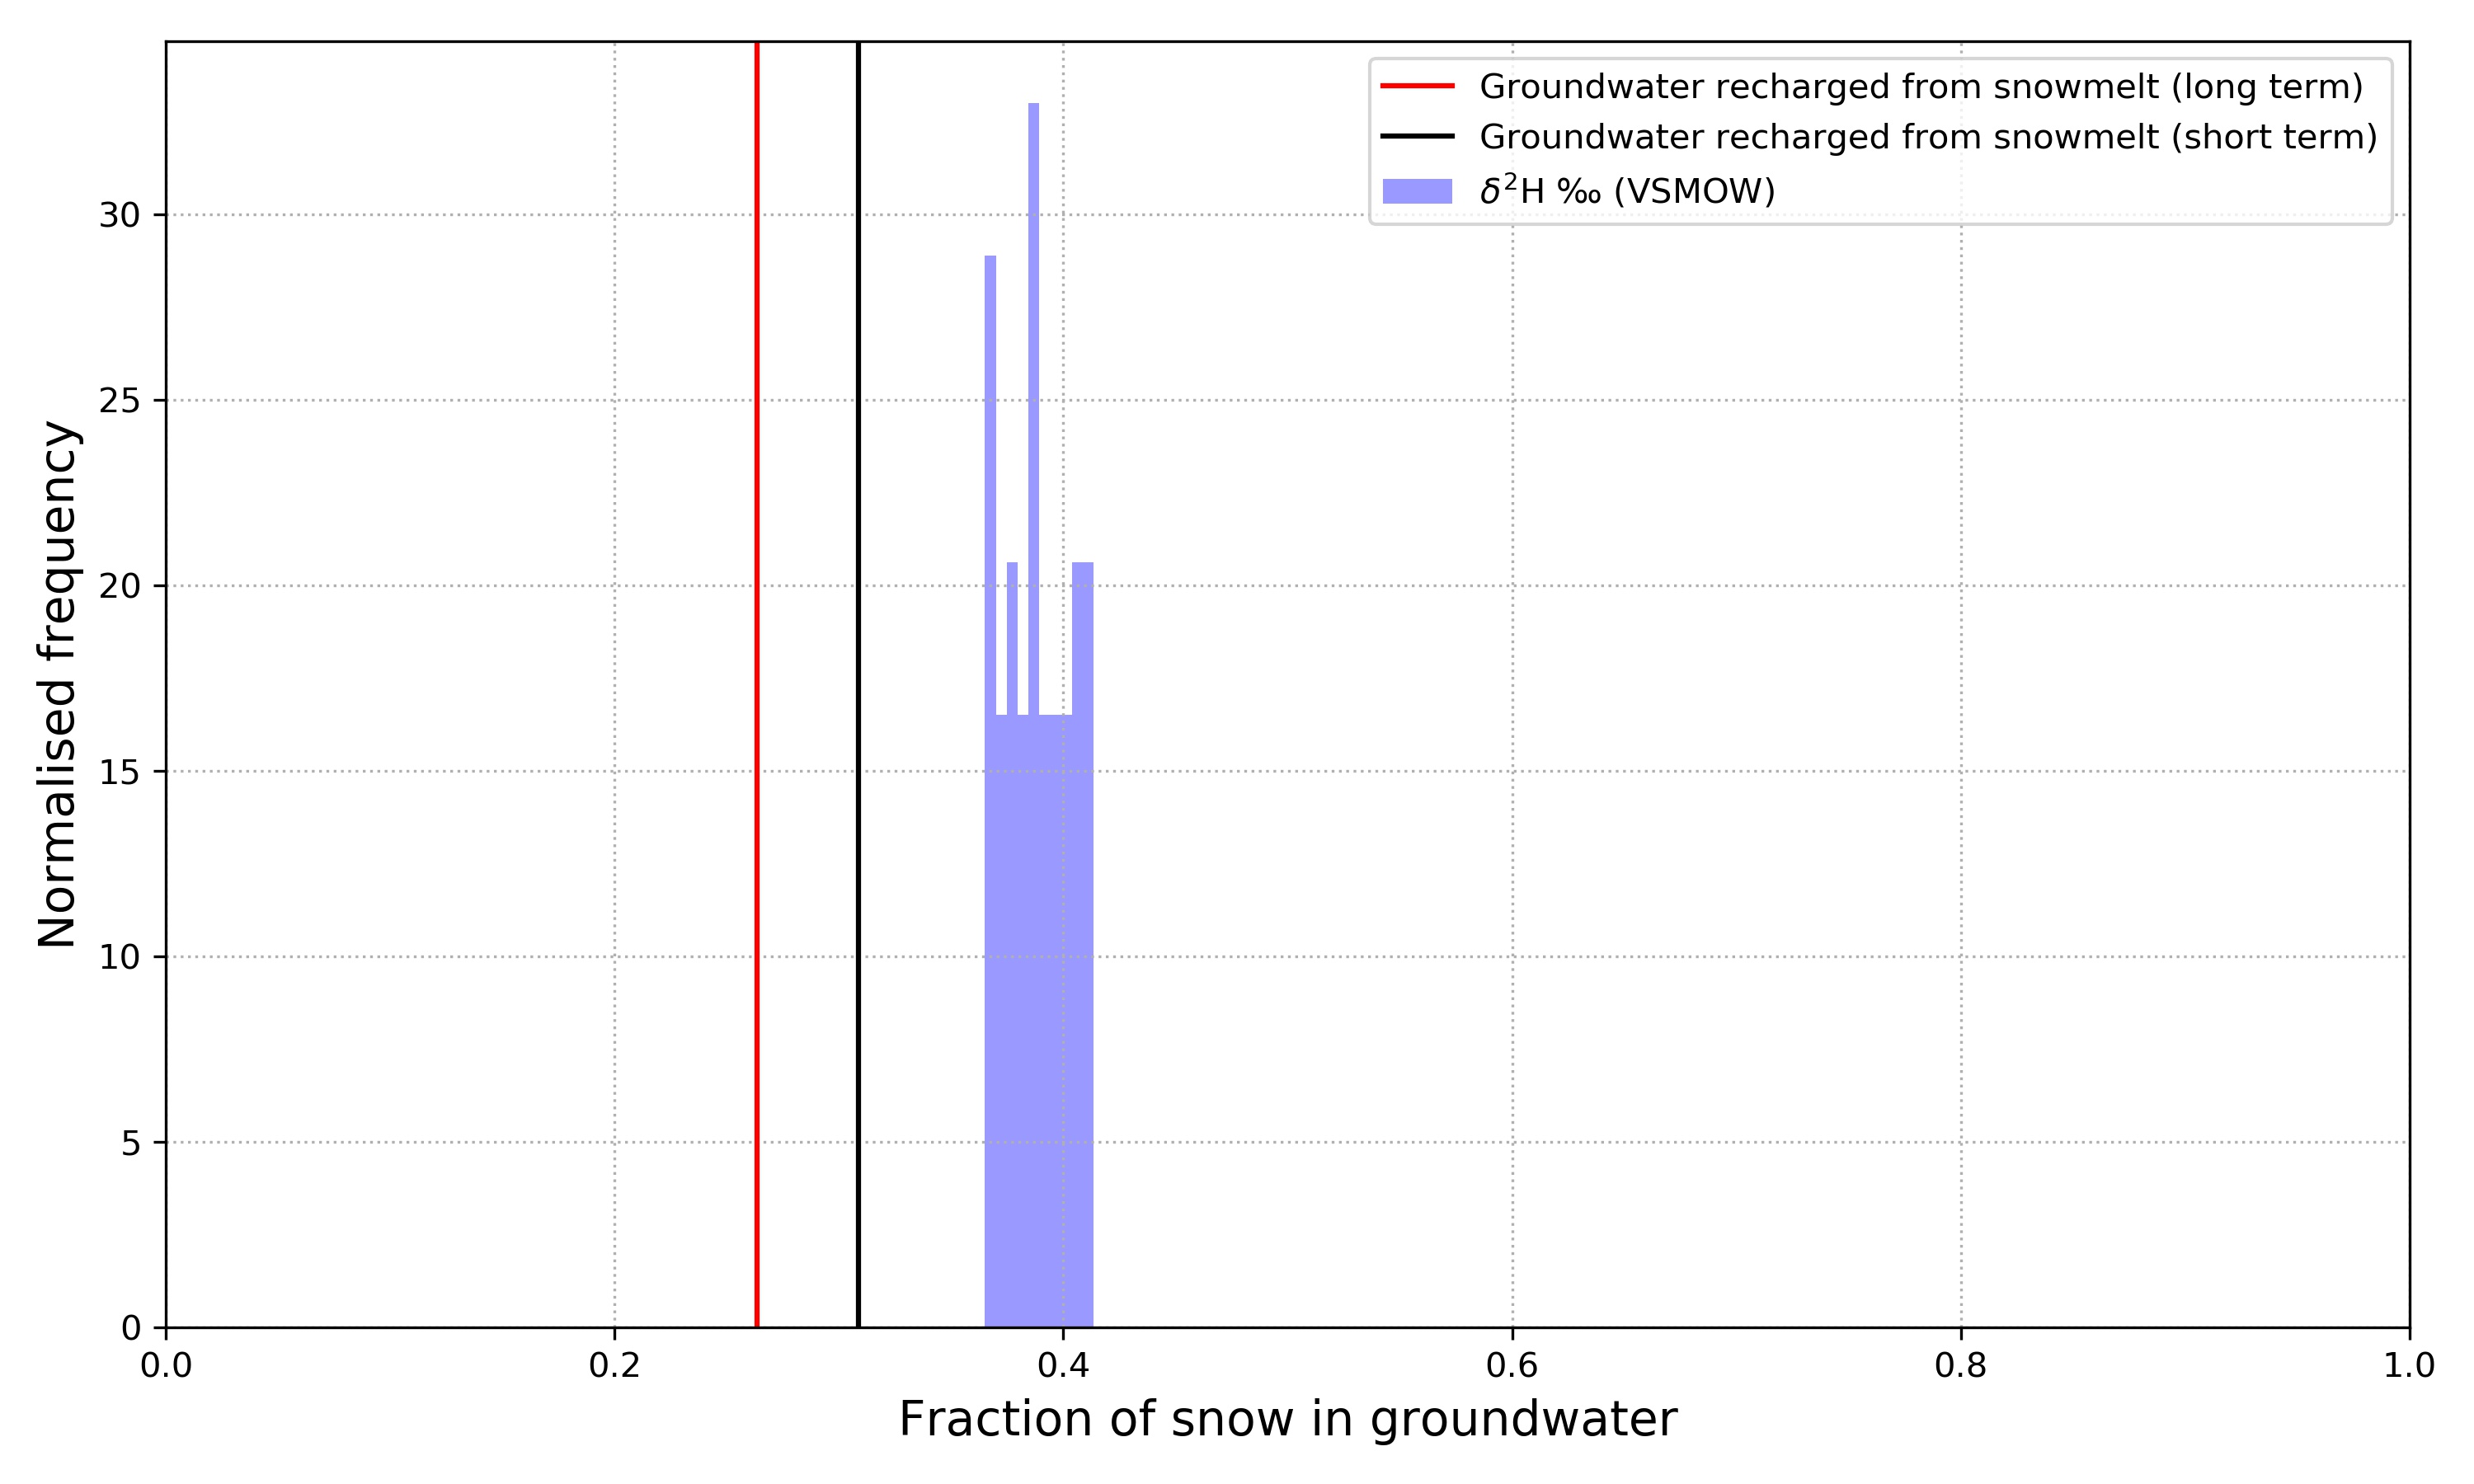 Groundwater recharged from snowmelt (long term)
Groundwater recharged from snowmelt (short term)
δ²H ‰ (VSMOW)
Normalised frequency
30
25
20
15
10
5
0
0.0 0.2 0.4 0.6 0.8 1.0
Fraction of snow in groundwater